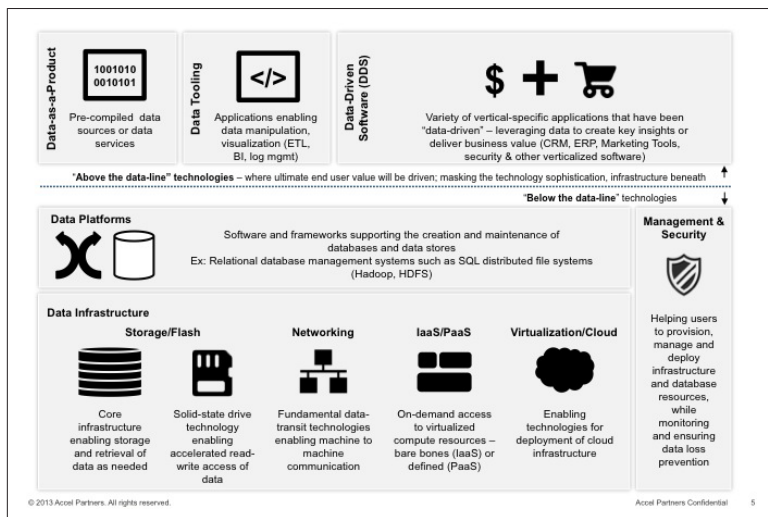 Data-as-a-Product
1001010
0010101
Pre-compiled data
sources or data
services
Data Tooling
</>
Applications enabling
data manipulation,
visualization (ETL,
BI, log mgmt)
Data-Driven
Software (DDS)
$ +
Variety of vertical-specific applications that have been
"data-driven" – leveraging data to create key insights or
deliver business value (CRM, ERP, Marketing Tools,
security & other verticalized software)
"Above the data-line" technologies – where ultimate end user value will be driven; masking the technology sophistication, infrastructure beneath
"Below the data-line" technologies
Data Platforms
Software and frameworks supporting the creation and maintenance of
databases and data stores
Ex: Relational database management systems such as SQL distributed file systems
(Hadoop, HDFS)
Management &
Security
Helping users
to provision,
manage and
deploy
infrastructure
and database
resources,
while
monitoring
and ensuring
data loss
prevention
Data Infrastructure
Storage/Flash
Core
infrastructure
enabling storage
and retrieval of
data as needed
Solid-state drive
technology
enabling
accelerated read-
write access of
data
Networking
Fundamental data-
transit technologies
enabling machine to
machine
communication
IaaS/PaaS
On-demand access
to virtualized
compute resources –
bare bones (IaaS) or
defined (PaaS)
Virtualization/Cloud
Enabling
technologies for
deployment of cloud
infrastructure
© 2013 Accel Partners. All rights reserved.
Accel Partners Confidential 5